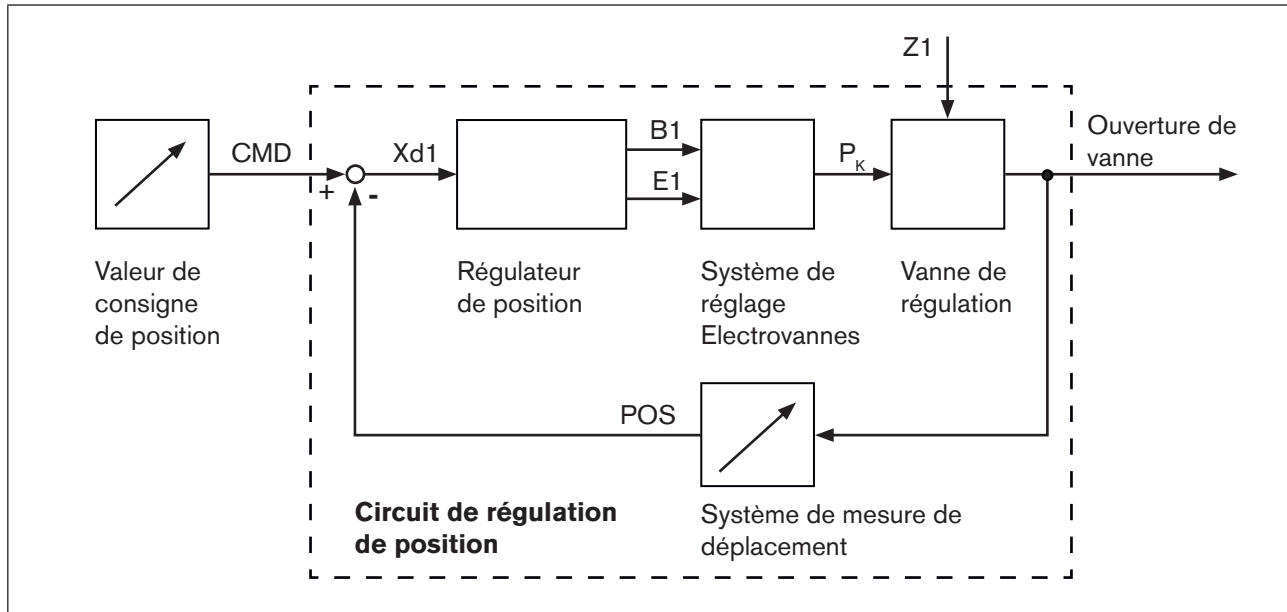 Z1
CMD
+
-
Xd1
B1
E1
P_K
Ouverture de
vanne
Valeur de
consigne
de position
Régulateur
de position
Système de
réglage
Electrovannes
Vanne de
régulation
POS
Circuit de régulation
de position
Système de mesure de
déplacement